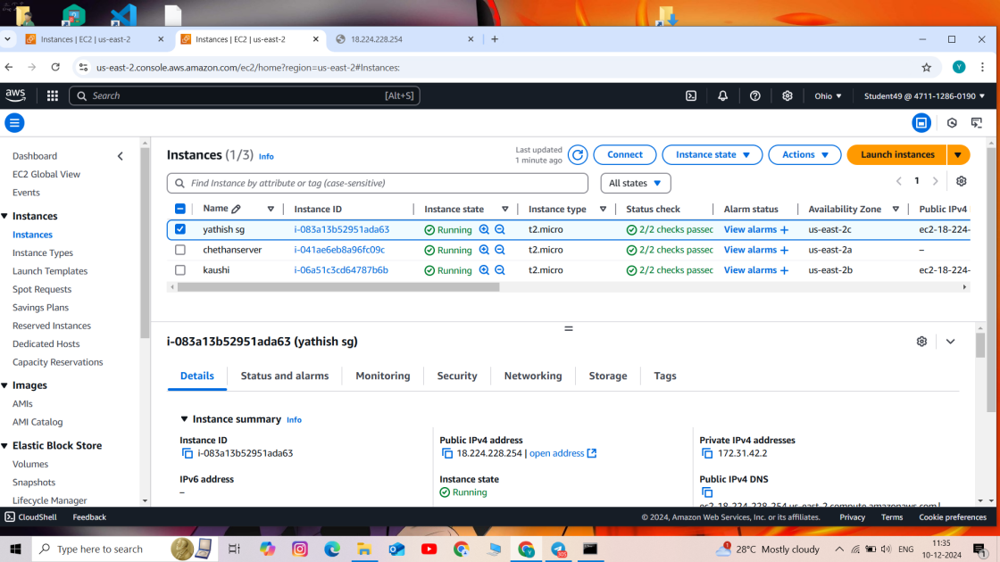 Instances | EC2 | us-east-2
Instances | EC2 | us-east-2
18.224.228.254
us-east-2.console.aws.amazon.com/ec2/home?region=us-east-2#Instances:
Y
aws
Search
[Alt+S]
Ohio
Student49 @ 4711-1286-0190
Dashboard
EC2 Global View
Events
Instances
Instances
Instance Types
Launch Templates
Spot Requests
Savings Plans
Reserved Instances
Dedicated Hosts
Capacity Reservations
Images
AMIs
AMI Catalog
Elastic Block Store
Volumes
Snapshots
Lifecycle Manager
Instances (1/3) Info
Last updated
1 minute ago
Connect
Instance state
Actions
Launch instances
Find Instance by attribute or tag (case-sensitive)
All states
1
Name Instance ID Instance state Instance type Status check Alarm status Availability Zone Public IPv4
yathish sg i-083a13b52951ada63 Running t2.micro 2/2 checks passec View alarms + us-east-2c ec2-18-224-
chethanserver i-041ae6eb8a96fc09c Running t2.micro 2/2 checks passec View alarms + us-east-2a –
kaushi i-06a51c3cd64787b6b Running t2.micro 2/2 checks passec View alarms + us-east-2b ec2-18-224-
i-083a13b52951ada63 (yathish sg)
Details Status and alarms Monitoring Security Networking Storage Tags
Instance summary Info
Instance ID
i-083a13b52951ada63
IPv6 address
–
Public IPv4 address
18.224.228.254 | open address
Instance state
Running
Private IPv4 addresses
172.31.42.2
Public IPv4 DNS
ec2-18-224-228-254.us-east-2.compute.amazonaws.com |
CloudShell Feedback © 2024, Amazon Web Services, Inc. or its affiliates. Privacy Terms Cookie preferences
Type here to search
28°C Mostly cloudy
ENG
11:35
10-12-2024
1